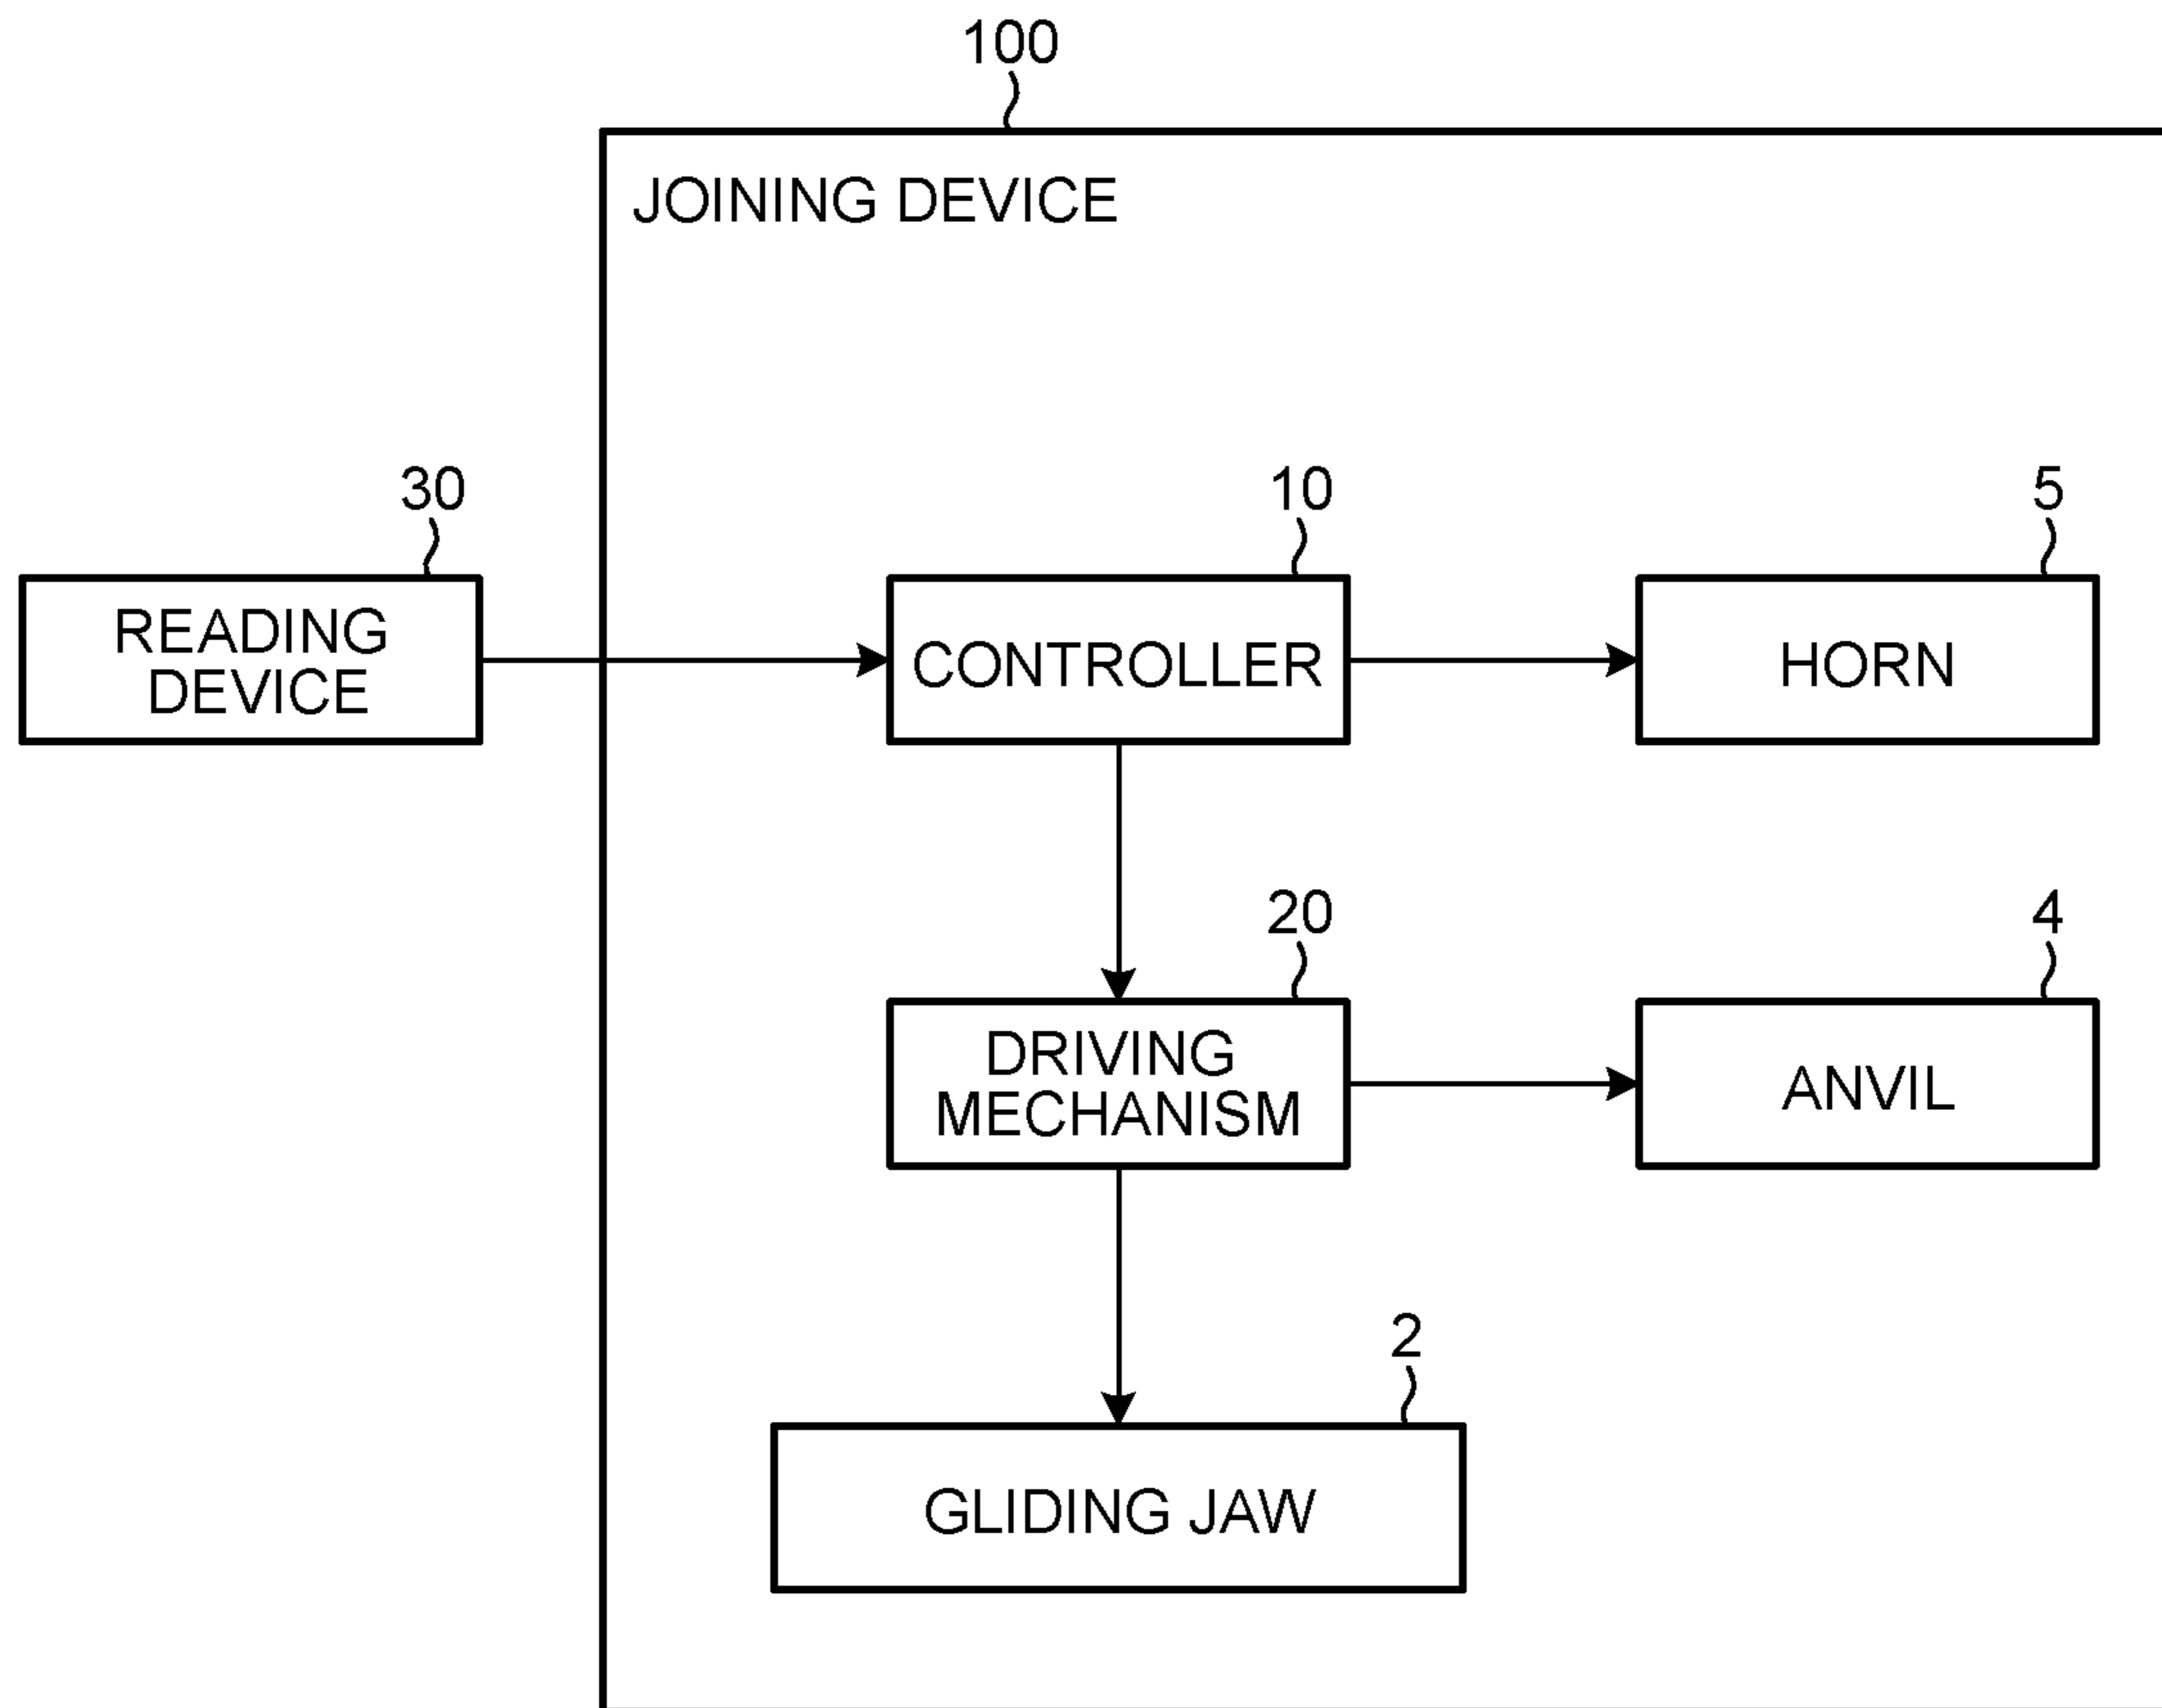 100
JOINING DEVICE
30
10
5
READING
DEVICE
CONTROLLER
HORN
20
4
DRIVING
MECHANISM
ANVIL
2
GLIDING JAW